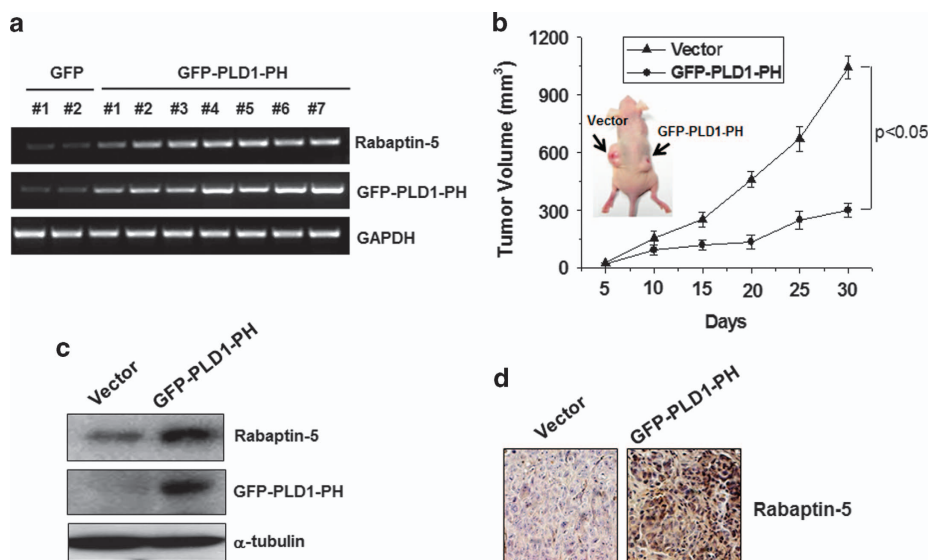 a
GFP GFP-PLD1-PH
#1 #2 #1 #2 #3 #4 #5 #6 #7
Rabaptin-5
GFP-PLD1-PH
GAPDH
b
1200
900
600
300
0
Tumor Volume (mm³)
Vector
GFP-PLD1-PH
Vector
GFP-PLD1-PH
p<0.05
5 10 15 20 25 30
Days
c
Vector GFP-PLD1-PH
Rabaptin-5
GFP-PLD1-PH
α-tubulin
d
Vector GFP-PLD1-PH
Rabaptin-5